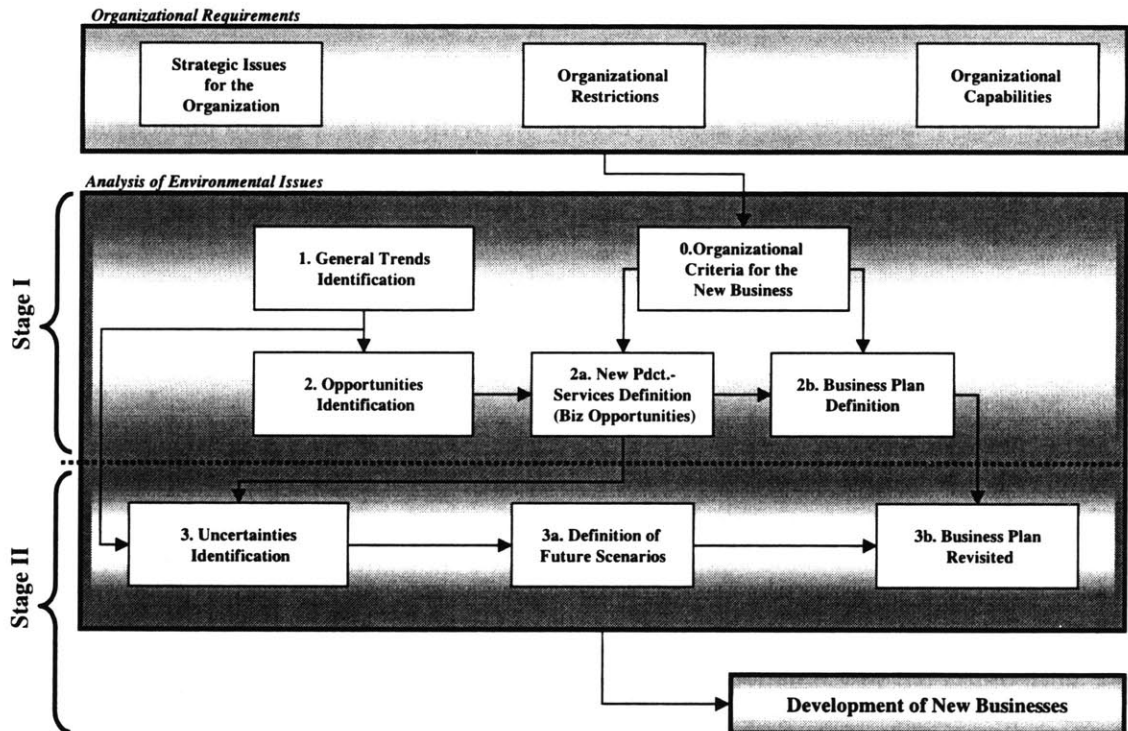 Organizational Requirements
Strategic Issues
for the
Organization
Organizational
Restrictions
Organizational
Capabilities
Analysis of Environmental Issues
Stage I
1. General Trends
Identification
0.Organizational
Criteria for the
New Business
2. Opportunities
Identification
2a. New Pdct.-
Services Definition
(Biz Opportunities)
2b. Business Plan
Definition
Stage II
3. Uncertainties
Identification
3a. Definition of
Future Scenarios
3b. Business Plan
Revisited
Development of New Businesses